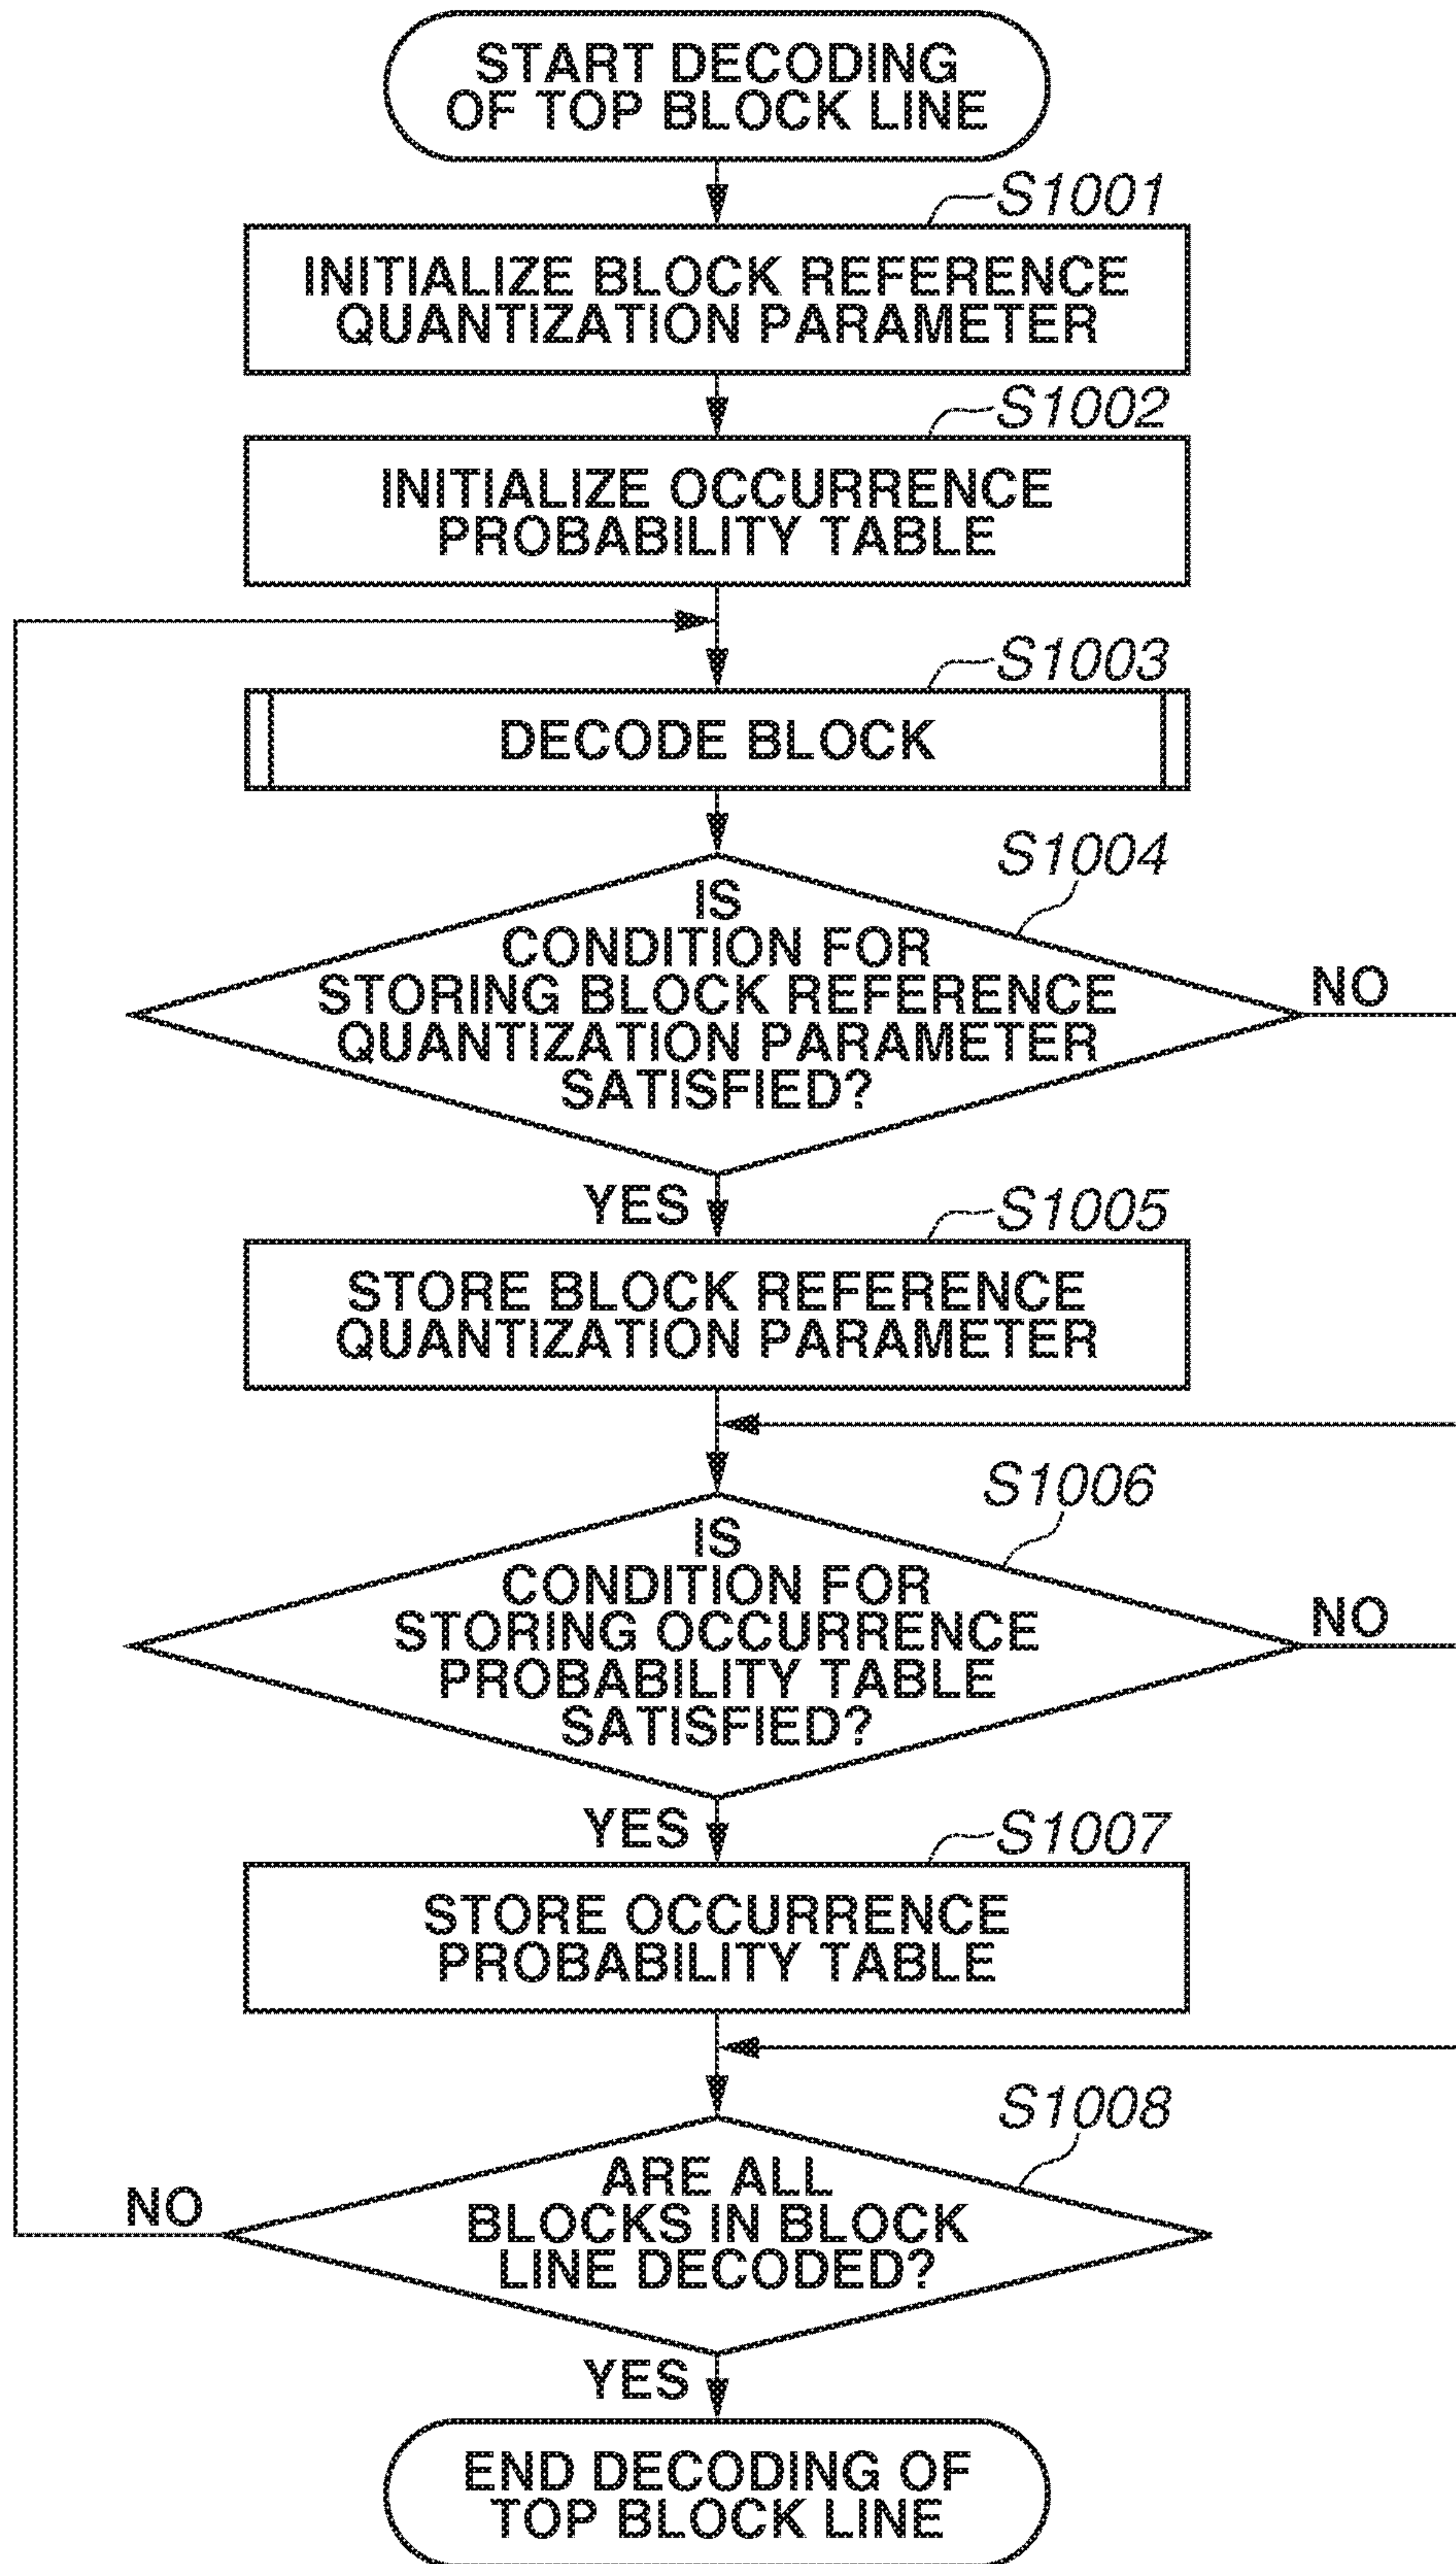 START DECODING
OF TOP BLOCK LINE
S1001
INITIALIZE BLOCK REFERENCE
QUANTIZATION PARAMETER
S1002
INITIALIZE OCCURRENCE
PROBABILITY TABLE
S1003
DECODE BLOCK
S1004
IS
CONDITION FOR
STORING BLOCK REFERENCE
QUANTIZATION PARAMETER
SATISFIED?
NO
YES
S1005
STORE BLOCK REFERENCE
QUANTIZATION PARAMETER
S1006
IS
CONDITION FOR
STORING OCCURRENCE
PROBABILITY TABLE
SATISFIED?
NO
YES
S1007
STORE OCCURRENCE
PROBABILITY TABLE
S1008
ARE ALL
BLOCKS IN BLOCK
LINE DECODED?
NO
YES
END DECODING OF
TOP BLOCK LINE